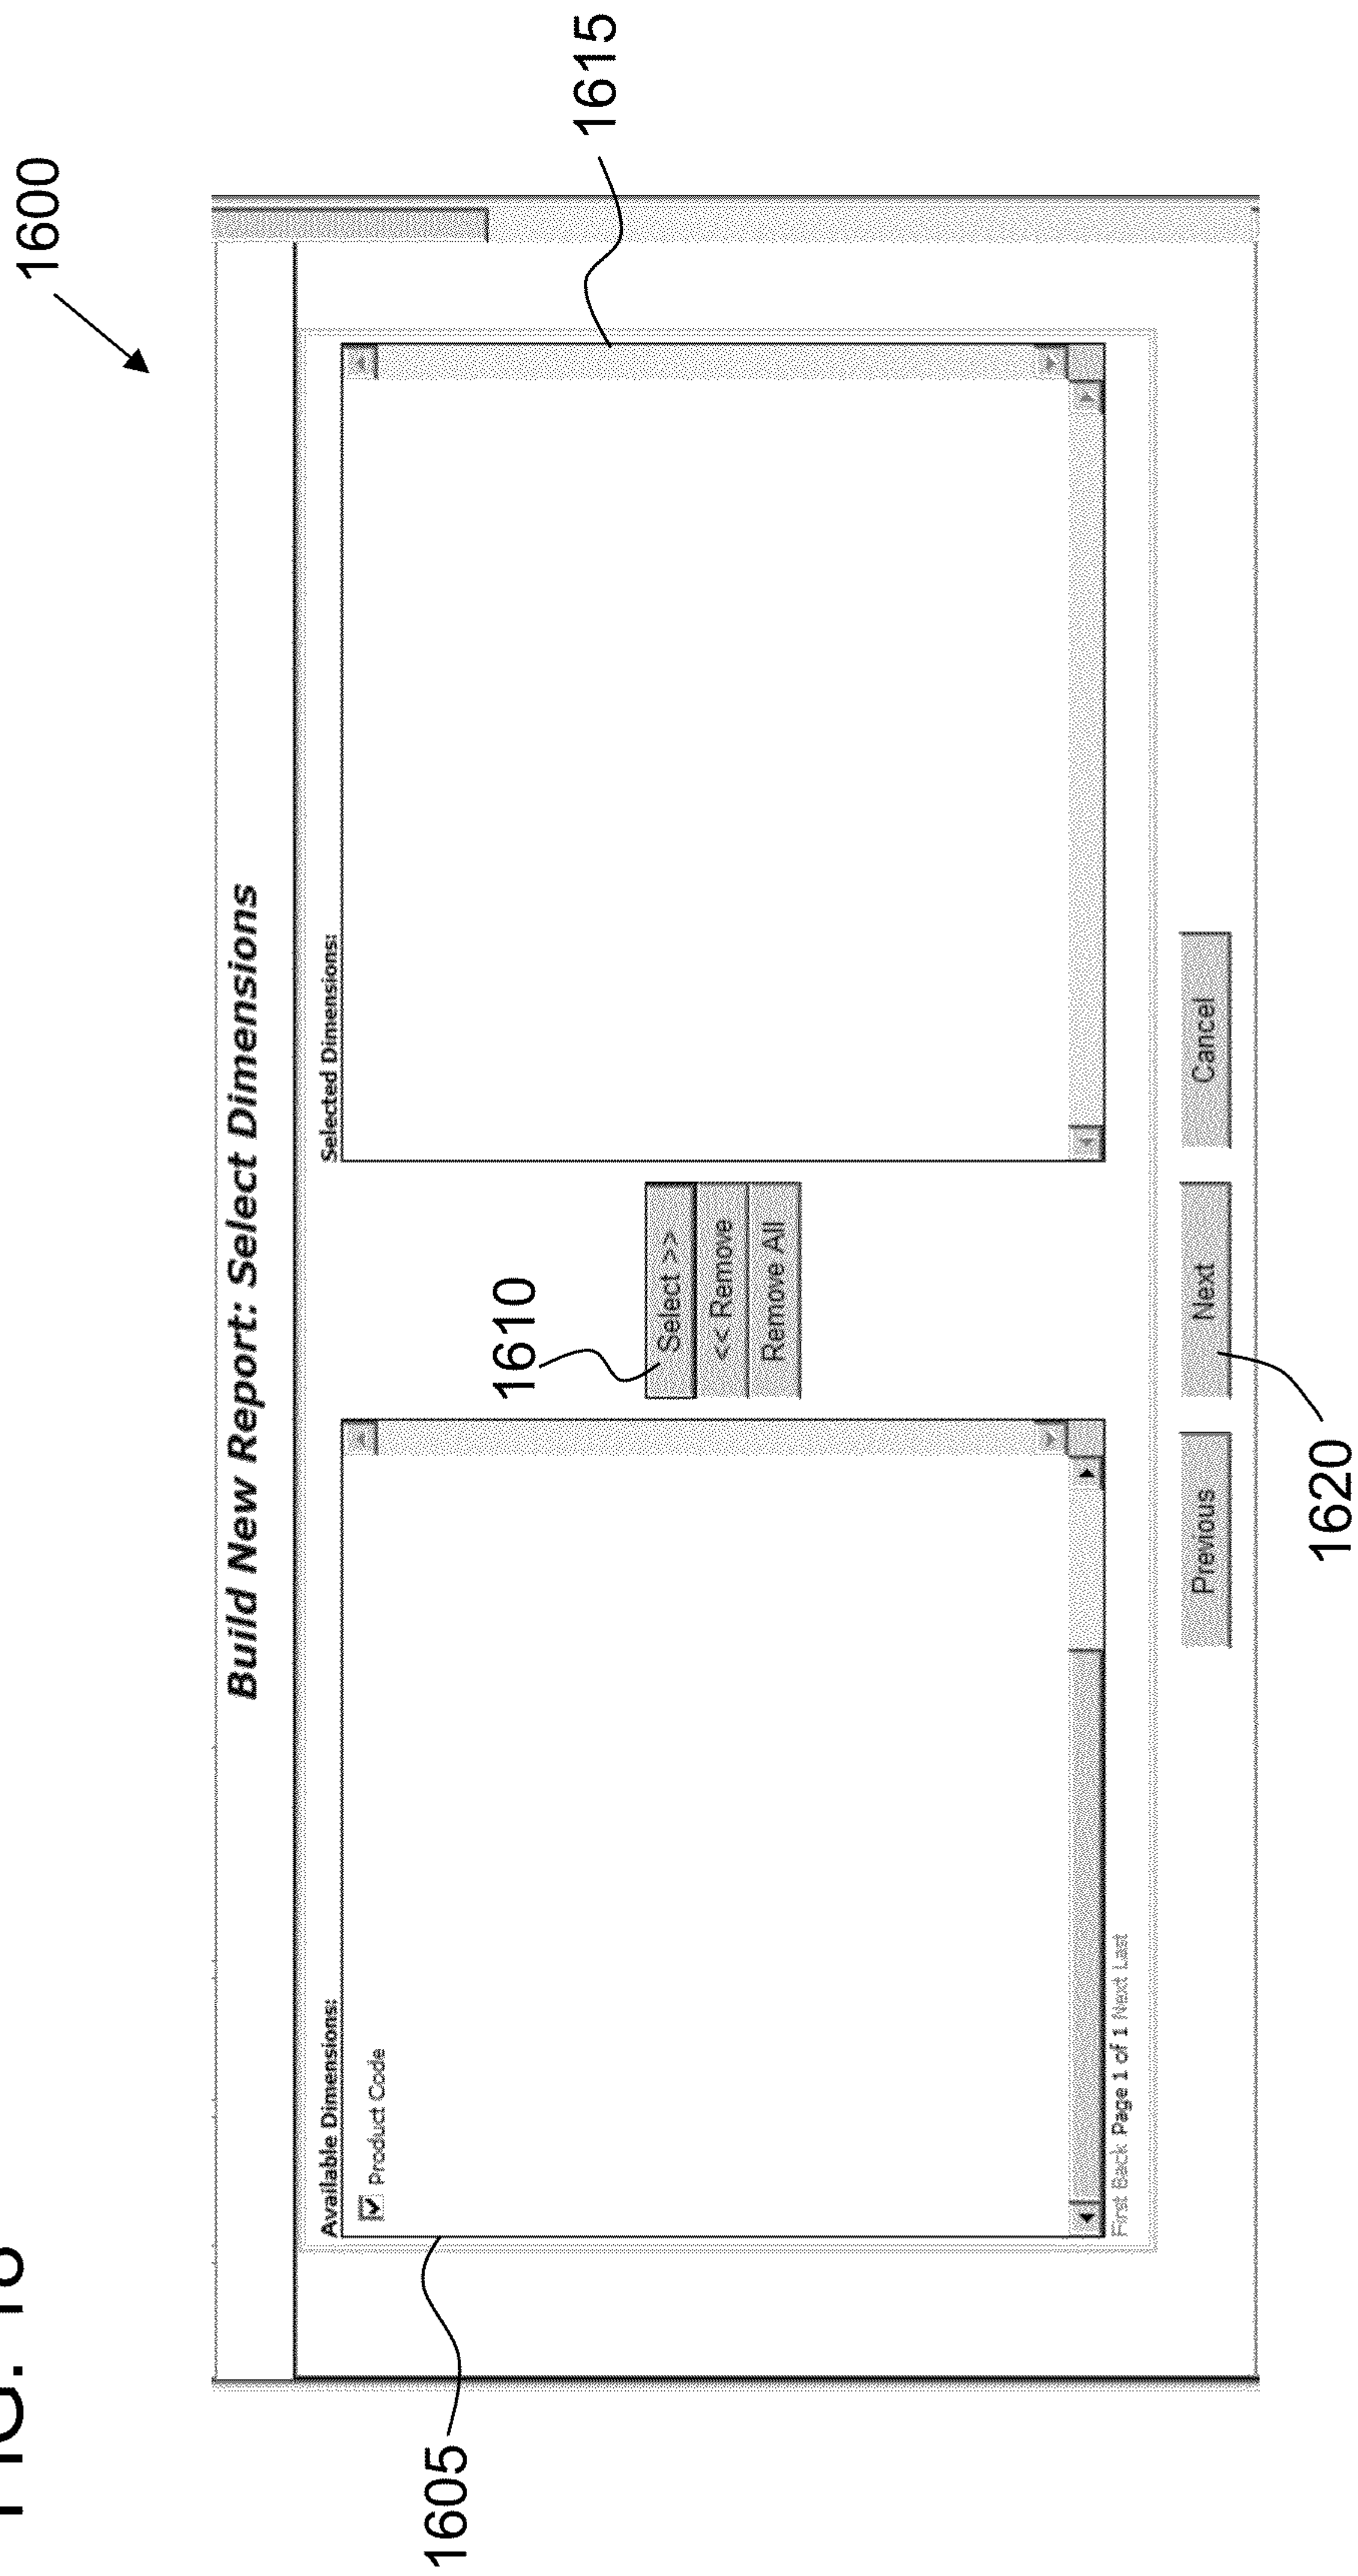 FIG. 16
1600
Build New Report: Select Dimensions
Available Dimensions:
Selected Dimensions:
Product Code
1605
1610
1615
Select >>
<< Remove
Remove All
First Back Page 1 of 1 Next Last
Previous
Next
Cancel
1620